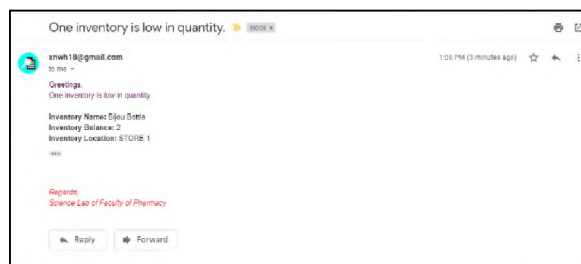 One inventory is low in quantity.
Inbox x
xnwh18@gmail.com
1:06 PM (3 minutes ago)
to me
Greetings,
One inventory is low in quantity.
Inventory Name: Bijou Bottle
Inventory Balance: 2
Inventory Location: STORE 1
Regards,
Science Lab of Faculty of Pharmacy
Reply
Forward